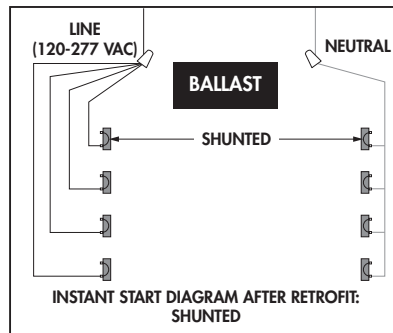 LINE
(120-277 VAC)
NEUTRAL
BALLAST
SHUNTED
INSTANT START DIAGRAM AFTER RETROFIT:
SHUNTED